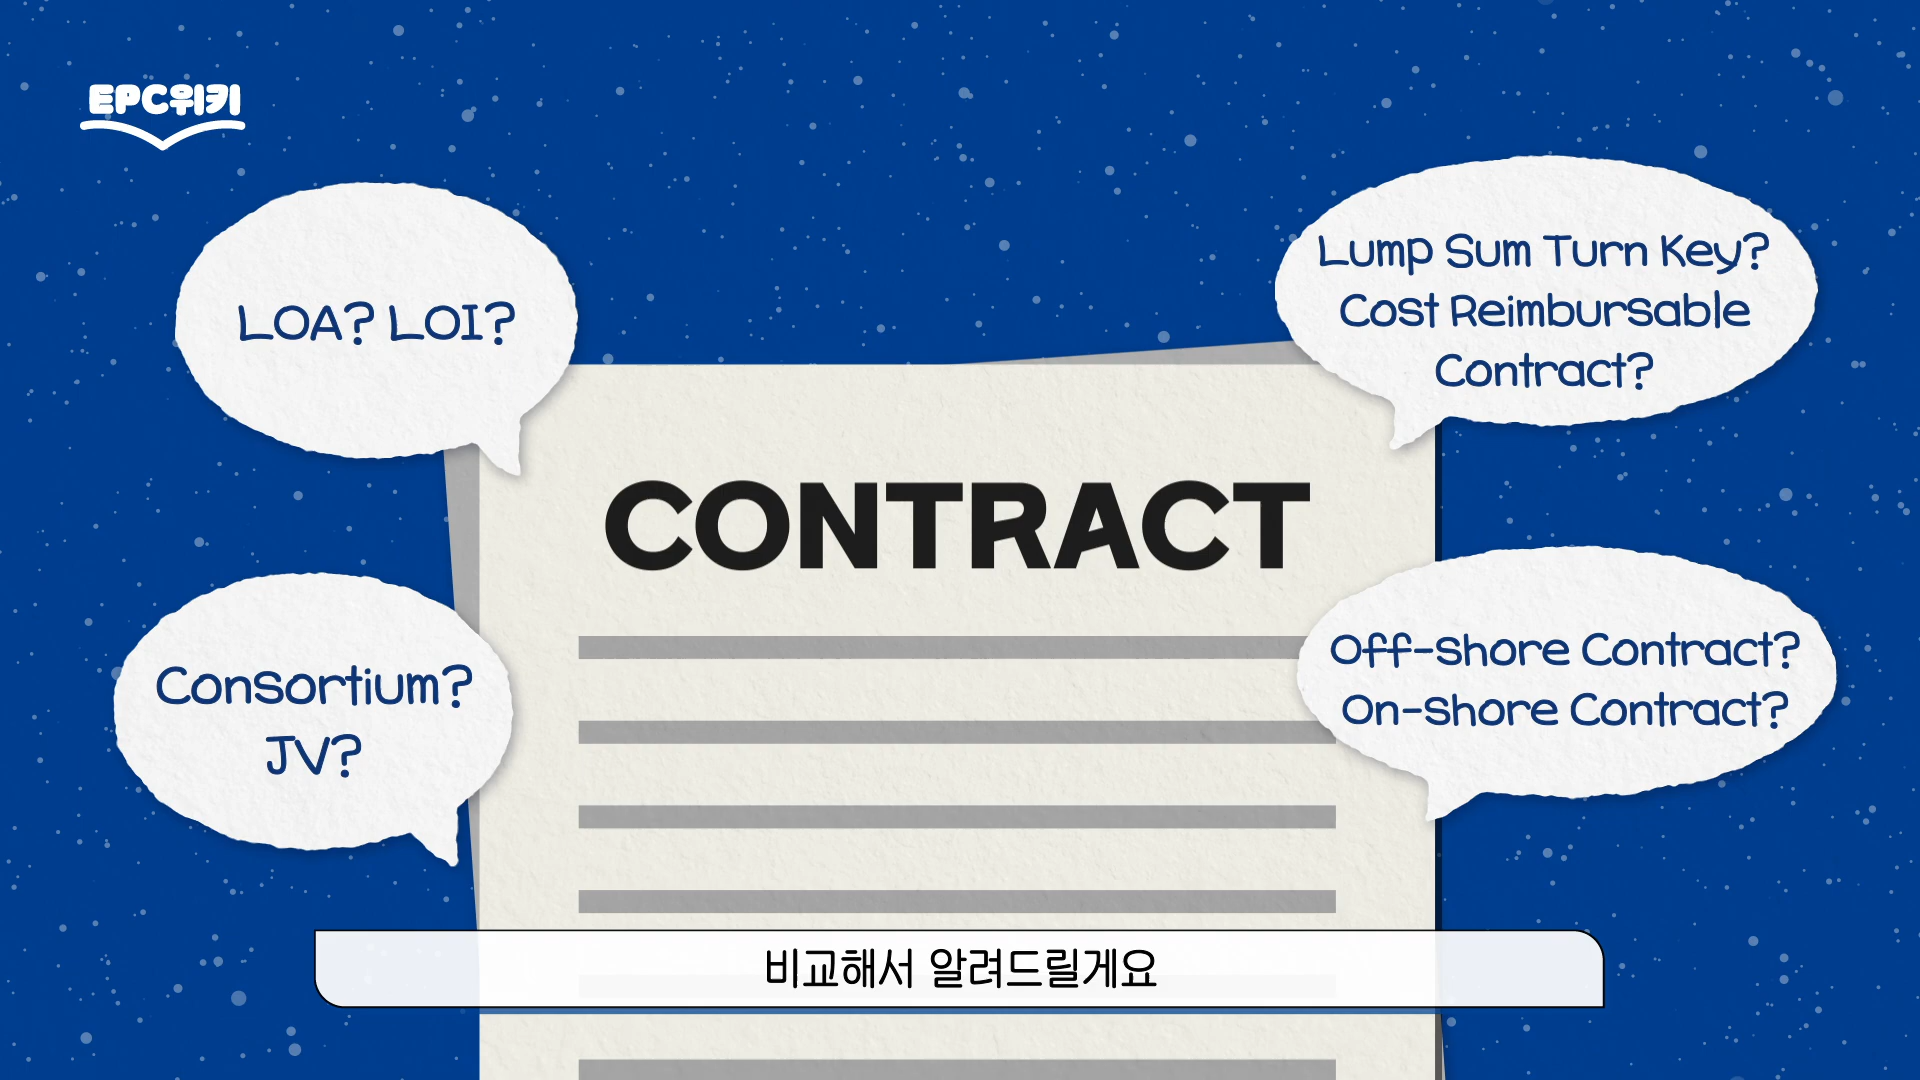 EPC위키
LOA? LOI?
Lump Sum Turn Key?
Cost Reimbursable
Contract?
CONTRACT
Consortium?
JV?
Off-shore Contract?
On-shore Contract?
비교해서 알려드릴게요